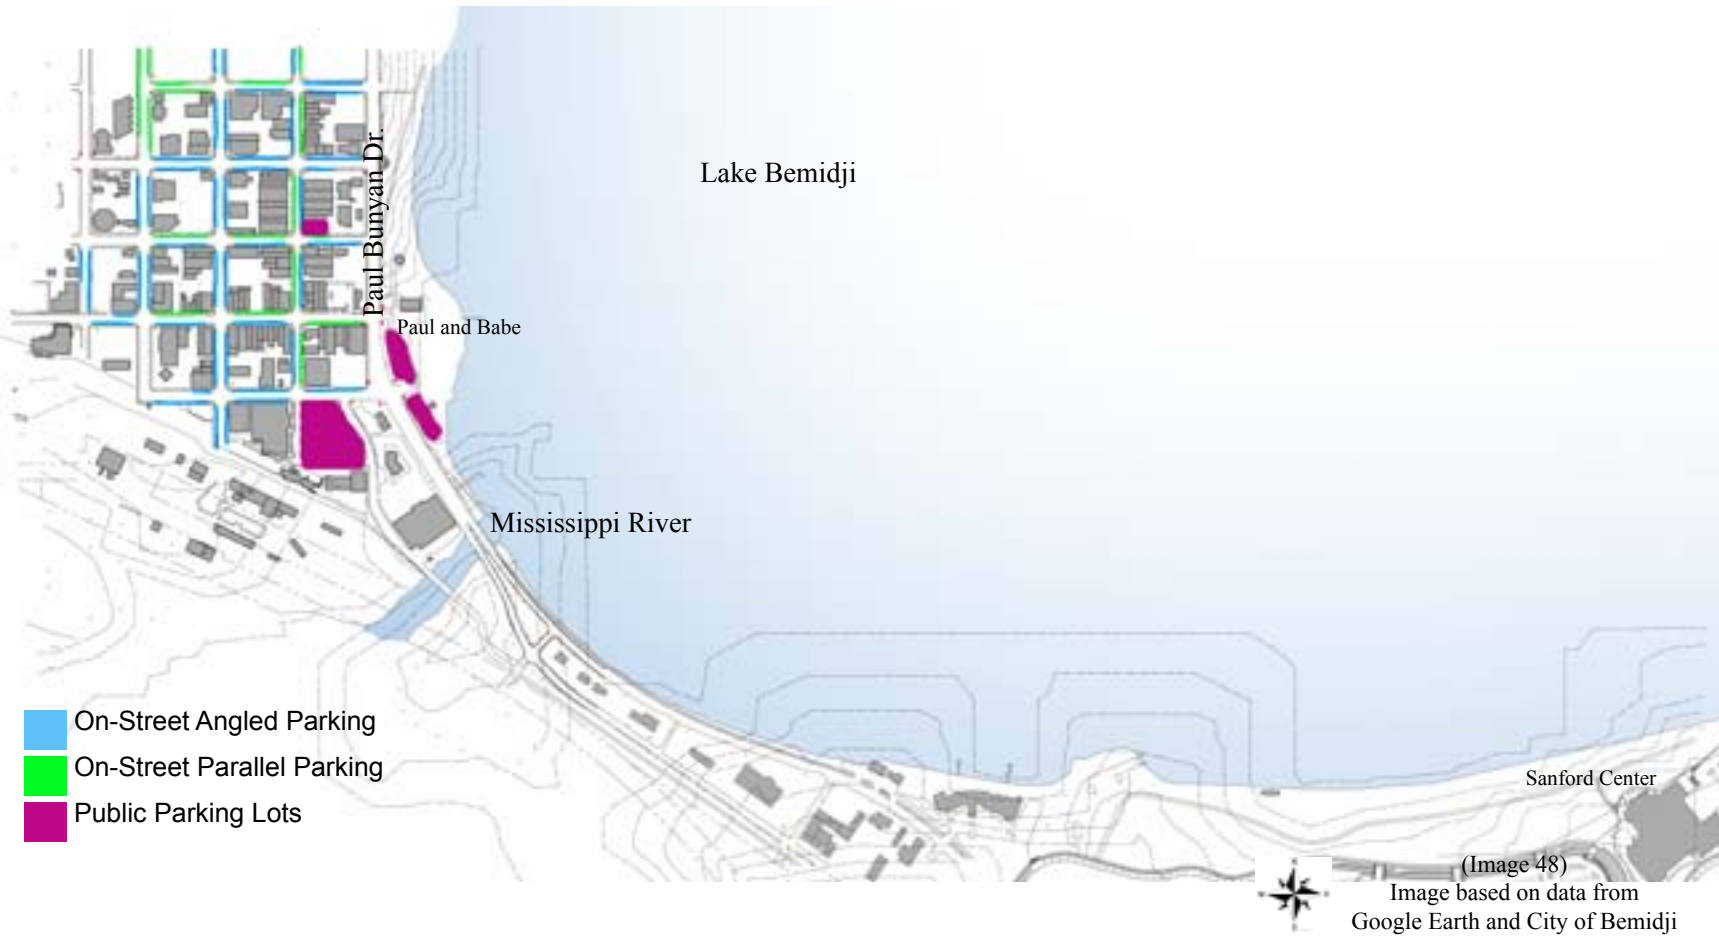 Lake Bemidji
Paul Bunyan Dr.
Paul and Babe
Mississippi River
On-Street Angled Parking
On-Street Parallel Parking
Public Parking Lots
Sanford Center
(Image 48)
Image based on data from
Google Earth and City of Bemidji